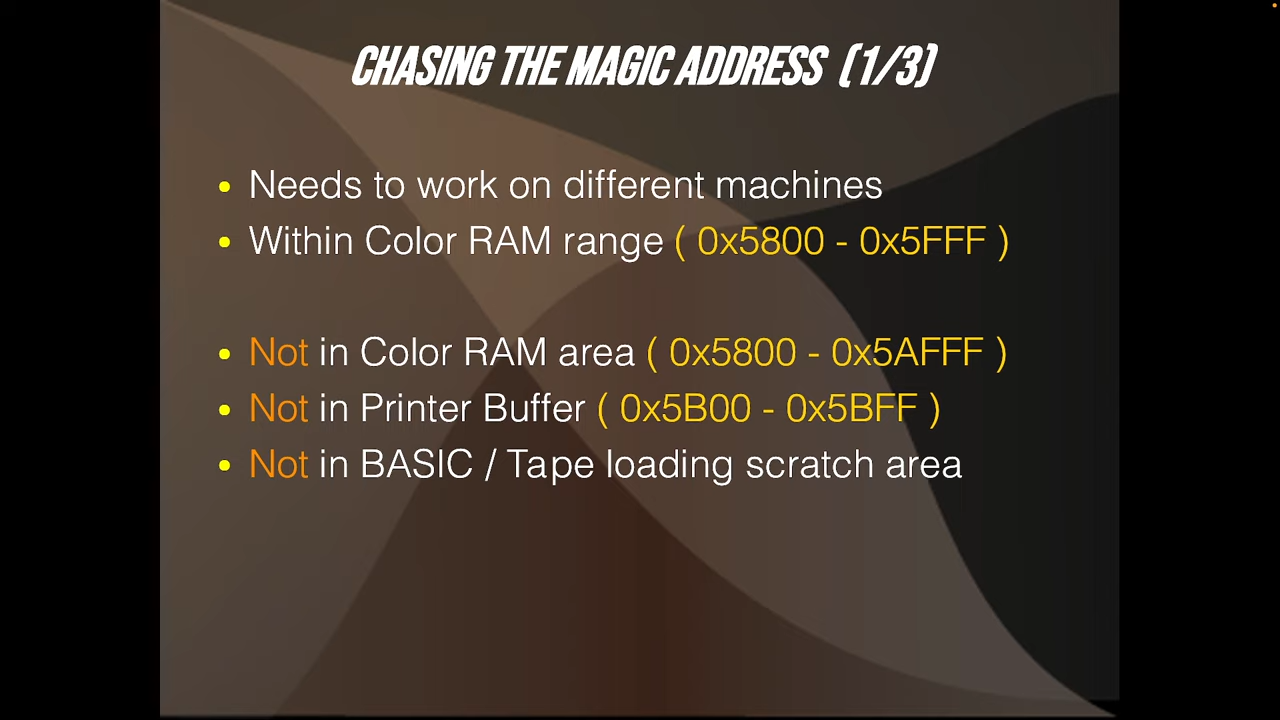 CHASING THE MAGIC ADDRESS (1/3)
• Needs to work on different machines
• Within Color RAM range ( 0x5800 - 0x5FFF )
• Not in Color RAM area ( 0x5800 - 0x5AFFF )
• Not in Printer Buffer ( 0x5B00 - 0x5BFF )
• Not in BASIC / Tape loading scratch area